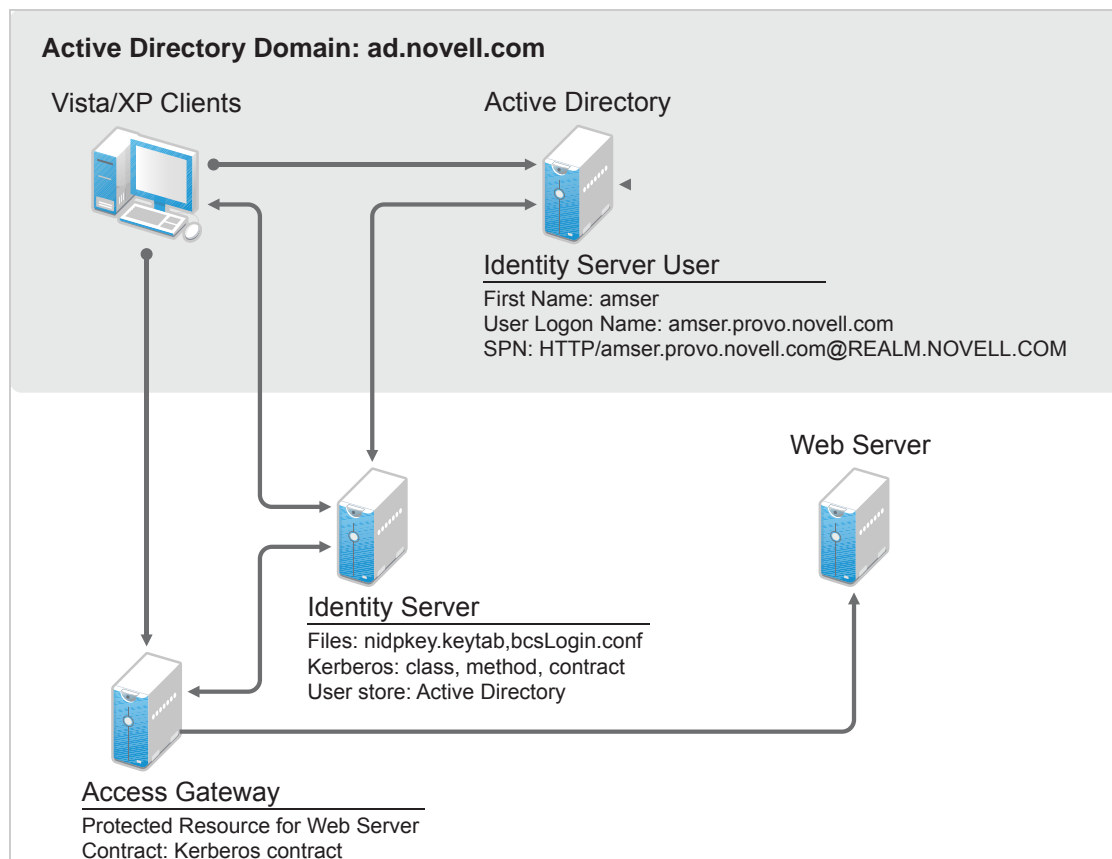 Active Directory Domain: ad.novell.com
Vista/XP Clients
Active Directory
Identity Server User
First Name: amser
User Logon Name: amser.provo.novell.com
SPN: HTTP/amser.provo.novell.com@REALM.NOVELL.COM
Web Server
Identity Server
Files: nidpkey.keytab,bcsLogin.conf
Kerberos: class, method, contract
User store: Active Directory
Access Gateway
Protected Resource for Web Server
Contract: Kerberos contract